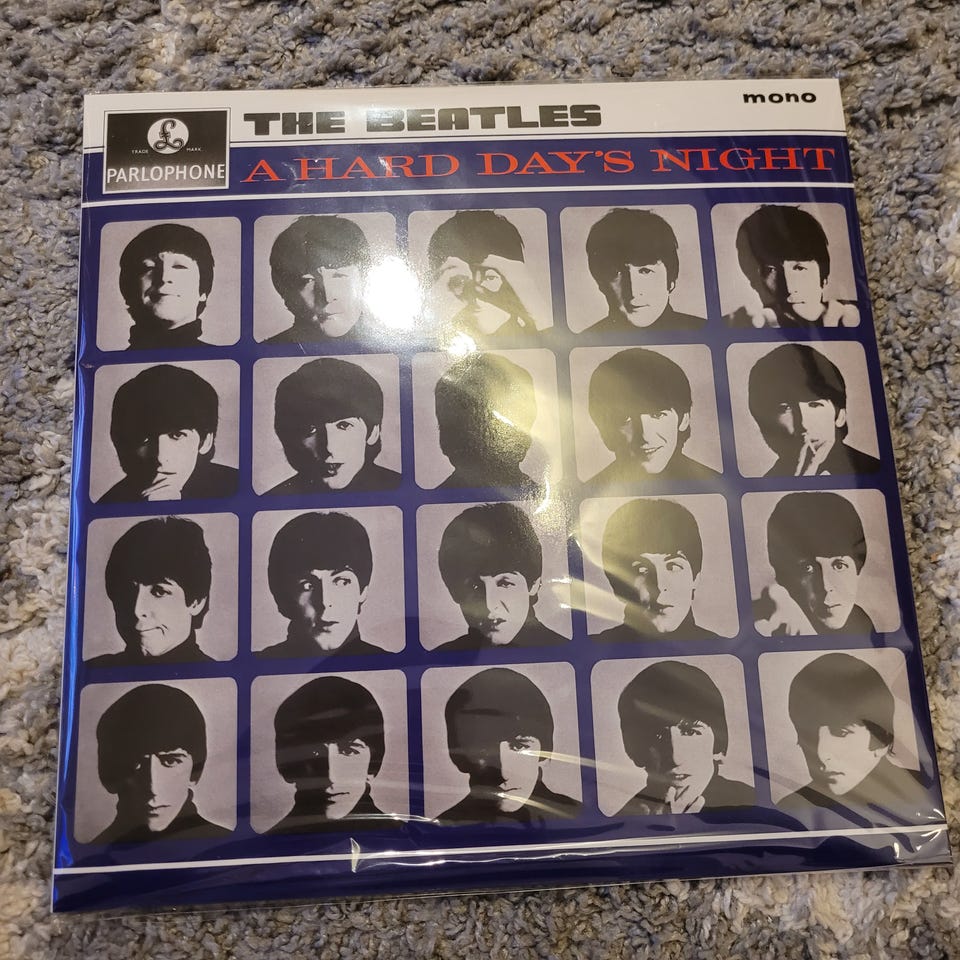 THE BEATLES
mono
£
TRADE MARK
PARLOPHONE
A HARD DAY'S NIGHT